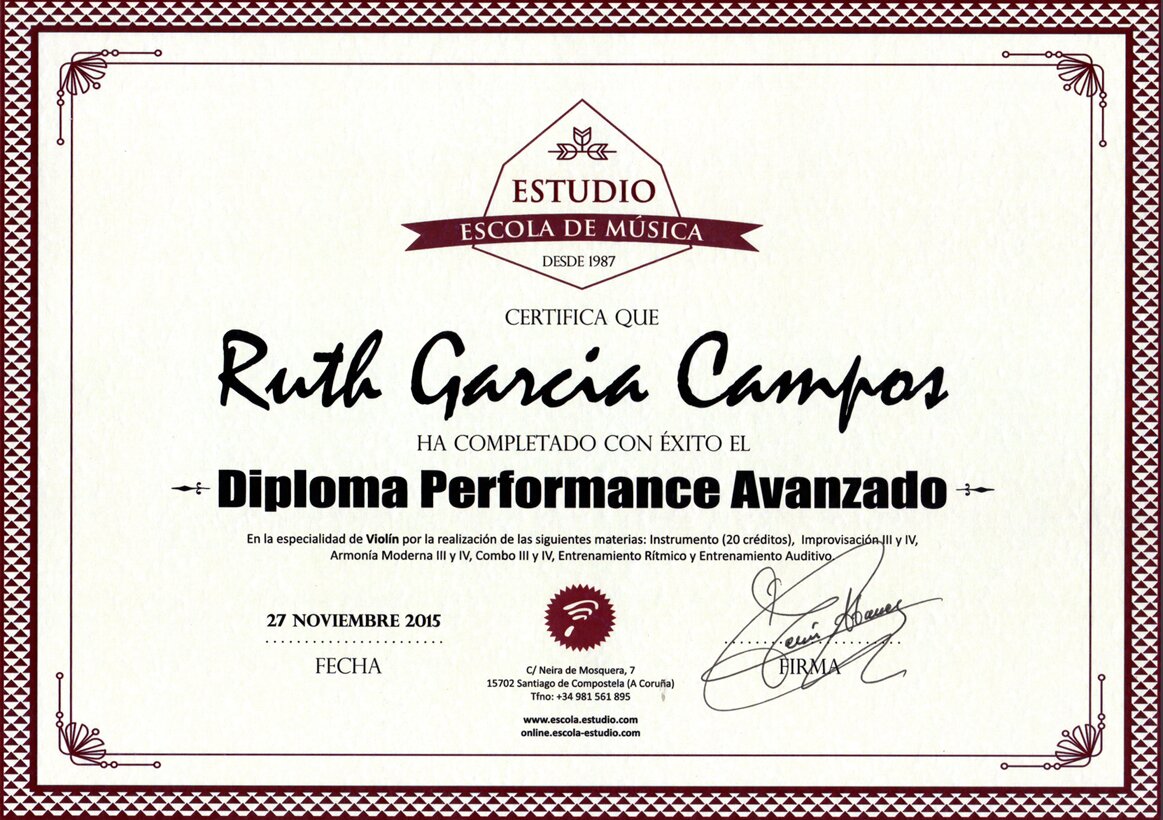 ESTUDIO
ESCOLA DE MÚSICA
DESDE 1987
CERTIFICA QUE
Ruth Garcia Campos
HA COMPLETADO CON ÉXITO EL
Diploma Performance Avanzado
En la especialidad de Violín por la realización de las siguientes materias: Instrumento (20 créditos), Improvisación III y IV,
Armonía Moderna III y IV, Combo III y IV, Entrenamiento Rítmico y Entrenamiento Auditivo.
27 NOVIEMBRE 2015
FECHA
FIRMA
C/ Neira de Mosquera, 7
15702 Santiago de Compostela (A Coruña)
Tfno: +34 981 561 895
www.escola.estudio.com
online.escola-estudio.com